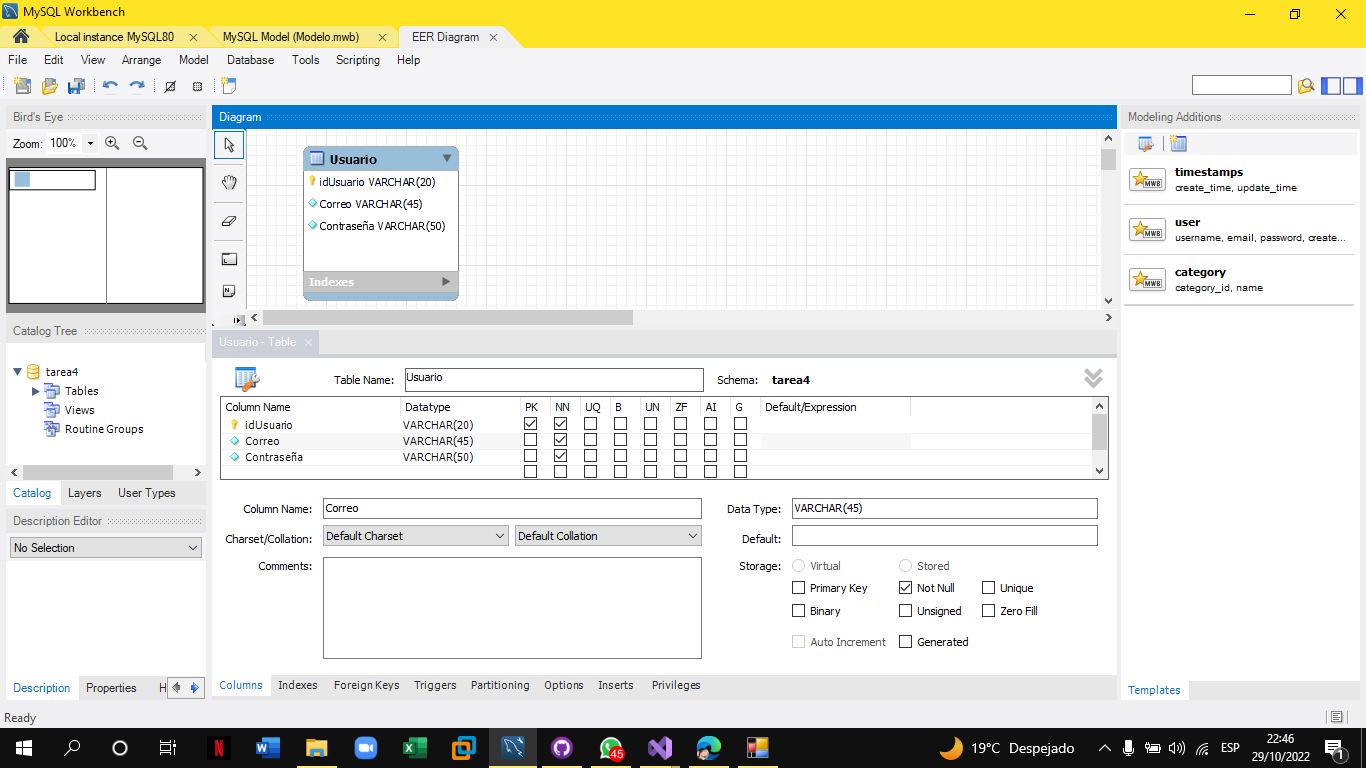 MySQL Workbench
Local instance MySQL80
MySQL Model (Modelo.mwb)
EER Diagram
File Edit View Arrange Model Database Tools Scripting Help
Bird's Eye
Zoom: 100%
Diagram
Usuario
idUsuario VARCHAR(20)
Correo VARCHAR(45)
Contraseña VARCHAR(50)
Indexes
Modeling Additions
timestamps
create_time, update_time
user
username, email, password, create...
category
category_id, name
Templates
Catalog Tree
tarea4
Tables
Views
Routine Groups
Catalog Layers User Types
Description Editor
No Selection
Description Properties H
Usuario - Table
Table Name: Usuario Schema: tarea4
Column Name Datatype PK NN UQ B UN ZF AI G Default/Expression
idUsuario VARCHAR(20)
Correo VARCHAR(45)
Contraseña VARCHAR(50)
Column Name: Correo Data Type: VARCHAR(45)
Charset/Collation: Default Charset Default Collation Default:
Comments: Storage: Virtual Stored
Primary Key Not Null Unique
Binary Unsigned Zero Fill
Auto Increment Generated
Columns Indexes Foreign Keys Triggers Partitioning Options Inserts Privileges
Ready
45
19°C Despejado
ESP
22:46
29/10/2022
1